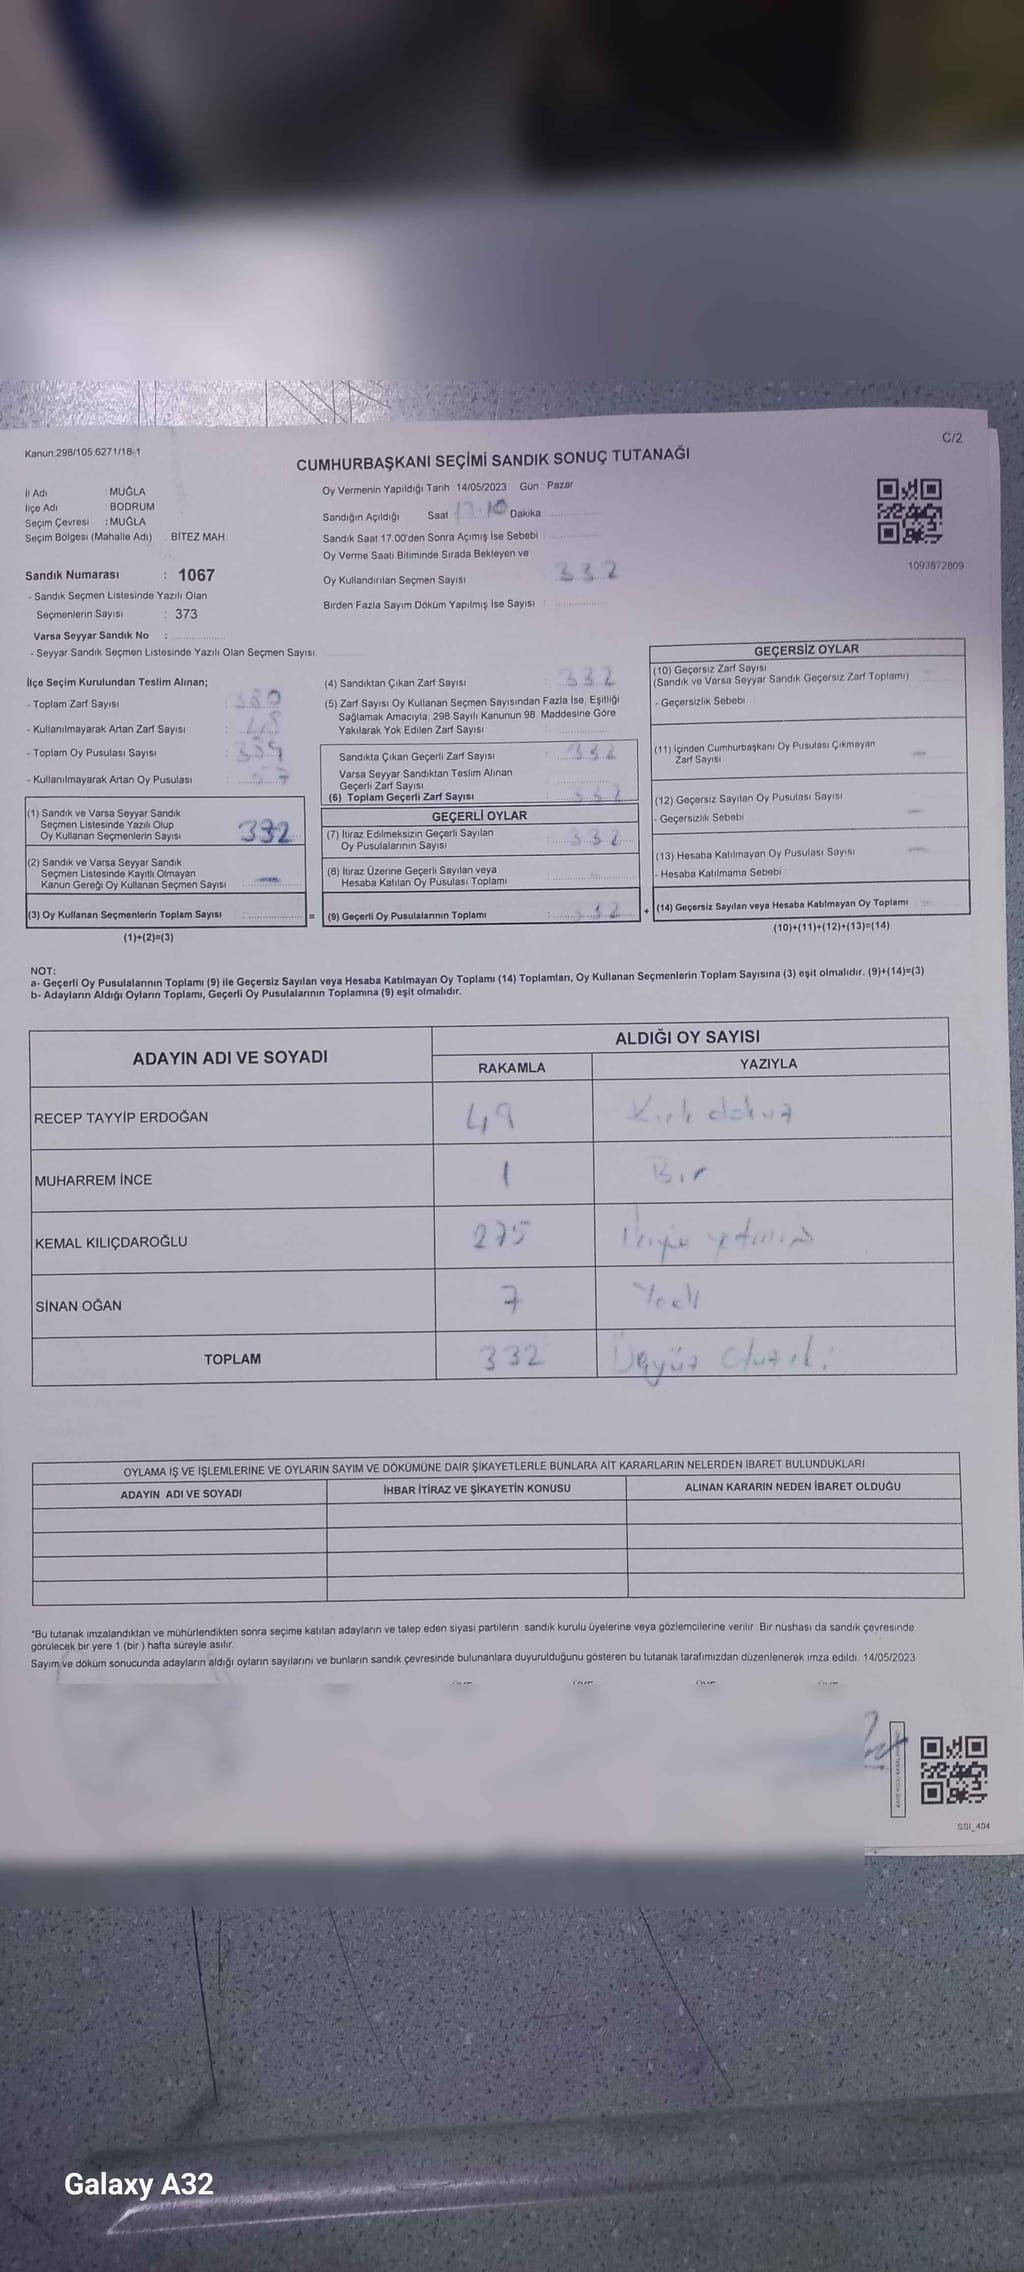 C/2
Kanun 298/105 6271/18-1
CUMHURBAŞKANI SEÇİMİ SANDIK SONUÇ TUTANAĞI
İl Adı : MUĞLA
İlçe Adı BODRUM
Seçim Çevresi : MUĞLA
Seçim Bölgesi (Mahalle Adı) BİTEZ MAH.
Oy Vermenin Yapıldığı Tarih 14/05/2023 Gün Pazar
Sandığın Açıldığı Saat Dakika
Sandık Saat 17.00'den Sonra Açımış İse Sebebi
Oy Verme Saati Bitiminde Sırada Bekleyen ve
Oy Kullandırılan Seçmen Sayısı 332
Birden Fazla Sayım Döküm Yapılmış İse Sayısı :
1093872809
Sandık Numarası : 1067
- Sandık Seçmen Listesinde Yazılı Olan
Seçmenlerin Sayısı : 373
Varsa Seyyar Sandık No :
- Seyyar Sandık Seçmen Listesinde Yazılı Olan Seçmen Sayısı:
İlçe Seçim Kurulundan Teslim Alınan;
- Toplam Zarf Sayısı : 380
- Kullanılmayarak Artan Zarf Sayısı : 48
- Toplam Oy Pusulası Sayısı :
- Kullanılmayarak Artan Oy Pusulası :
(1) Sandık ve Varsa Seyyar Sandık
Seçmen Listesinde Yazılı Olup
Oy Kullanan Seçmenlerin Sayısı 332
(2) Sandık ve Varsa Seyyar Sandık
Seçmen Listesinde Kayıtlı Olmayan
Kanun Gereği Oy Kullanan Seçmen Sayısı : -
(3) Oy Kullanan Seçmenlerin Toplam Sayısı : =
(1)+(2)=(3)
(4) Sandıktan Çıkan Zarf Sayısı : 332
(5) Zarf Sayısı Oy Kullanan Seçmen Sayısından Fazla İse, Eşitliği
Sağlamak Amacıyla, 298 Sayılı Kanunun 98. Maddesine Göre
Yakılarak Yok Edilen Zarf Sayısı :
Sandıkta Çıkan Geçerli Zarf Sayısı : 332
Varsa Seyyar Sandıktan Teslim Alınan
Geçerli Zarf Sayısı
(6) Toplam Geçerli Zarf Sayısı : 332
GEÇERLİ OYLAR
(7) İtiraz Edilmeksizin Geçerli Sayılan
Oy Pusulalarının Sayısı : 332
(8) İtiraz Üzerine Geçerli Sayılan veya
Hesaba Katılan Oy Pusulası Toplamı :
(9) Geçerli Oy Pusulalarının Toplamı : 332 +
GEÇERSİZ OYLAR
(10) Geçersiz Zarf Sayısı
(Sandık ve Varsa Seyyar Sandık Geçersiz Zarf Toplamı)
- Geçersizlik Sebebi
(11) İçinden Cumhurbaşkanı Oy Pusulası Çıkmayan
Zarf Sayısı -
(12) Geçersiz Sayılan Oy Pusulası Sayısı
- Geçersizlik Sebebi -
(13) Hesaba Katılmayan Oy Pusulası Sayısı -
- Hesaba Katılmama Sebebi
(14) Geçersiz Sayılan veya Hesaba Katılmayan Oy Toplamı
(10)+(11)+(12)+(13)=(14)
NOT:
a- Geçerli Oy Pusulalarının Toplamı (9) ile Geçersiz Sayılan veya Hesaba Katılmayan Oy Toplamı (14) Toplamları, Oy Kullanan Seçmenlerin Toplam Sayısına (3) eşit olmalıdır. (9)+(14)=(3)
b- Adayların Aldığı Oyların Toplamı, Geçerli Oy Pusulalarının Toplamına (9) eşit olmalıdır.
ADAYIN ADI VE SOYADI
ALDIĞI OY SAYISI
RAKAMLA YAZIYLA
RECEP TAYYİP ERDOĞAN 49 Kırk dokuz
MUHARREM İNCE 1 Bir
KEMAL KILIÇDAROĞLU 275
SİNAN OĞAN 7 Yedi
TOPLAM 332 Üçyüz Otuz iki
OYLAMA İŞ VE İŞLEMLERİNE VE OYLARIN SAYIM VE DÖKÜMÜNE DAİR ŞİKAYETLERLE BUNLARA AİT KARARLARIN NELERDEN İBARET BULUNDUKLARI
ADAYIN ADI VE SOYADI İHBAR İTİRAZ VE ŞİKAYETİN KONUSU ALINAN KARARIN NEDEN İBARET OLDUĞU
*Bu tutanak imzalandıktan ve mühürlendikten sonra seçime katılan adayların ve talep eden siyasi partilerin sandık kurulu üyelerine veya gözlemcilerine verilir. Bir nüshası da sandık çevresinde
görülecek bir yere 1 (bir) hafta süreyle asılır.
Sayım ve döküm sonucunda adayların aldığı oyların sayılarını ve bunların sandık çevresinde bulunanlara duyurulduğunu gösteren bu tutanak tarafımızdan düzenlenerek imza edildi. 14/05/2023
SGI_404
Galaxy A32